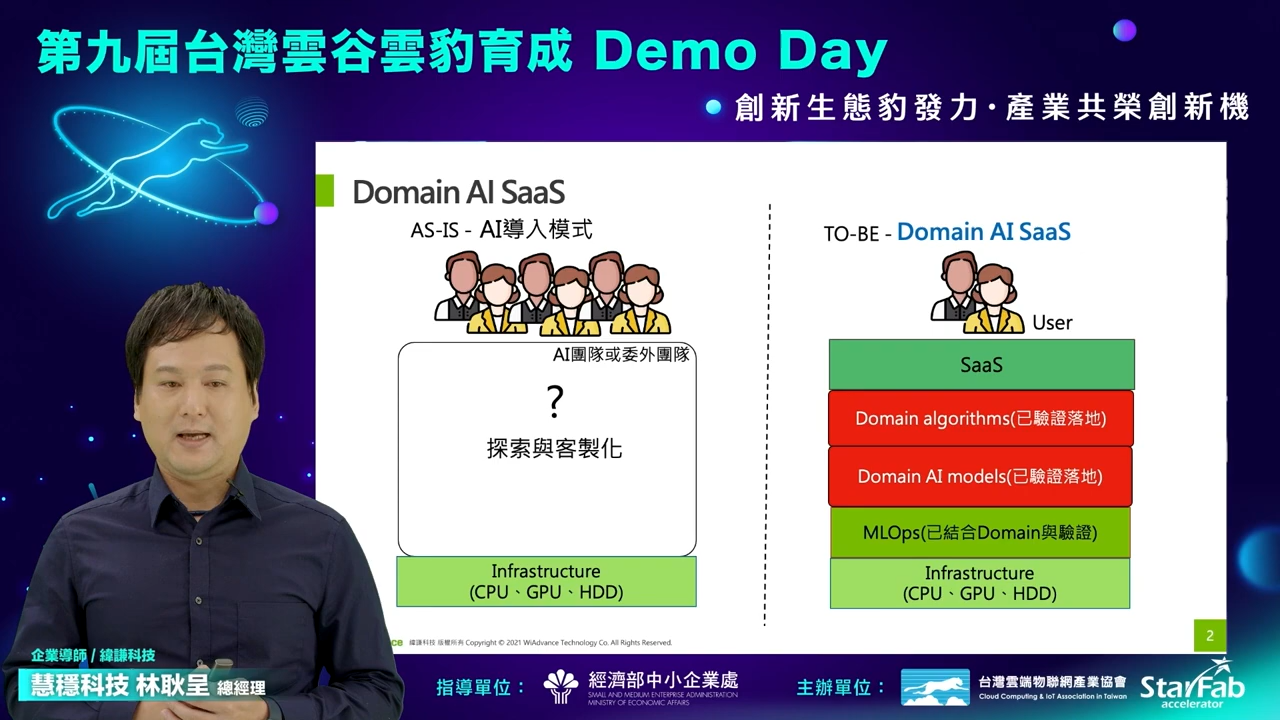 第九屆台灣雲谷雲豹育成 Demo Day
創新生態豹發力·產業共榮創新機
Domain AI SaaS
AS-IS - AI導入模式
AI團隊或委外團隊
?
探索與客製化
Infrastructure
(CPU、GPU、HDD)
TO-BE - Domain AI SaaS
User
SaaS
Domain algorithms(已驗證落地)
Domain AI models(已驗證落地)
MLOps(已結合Domain與驗證)
Infrastructure
(CPU、GPU、HDD)
緯謙科技 版權所有 Copyright © 2021 WiAdvance Technology Co. All Rights Reserved.
2
企業導師 / 緯謙科技
慧穩科技 林耿呈 總經理
指導單位：
經濟部中小企業處
SMALL AND MEDIUM ENTERPRISE ADMINISTRATION
MINISTRY OF ECONOMIC AFFAIRS
主辦單位：
台灣雲端物聯網產業協會
Cloud Computing & IoT Association in Taiwan
StarFab
accelerator